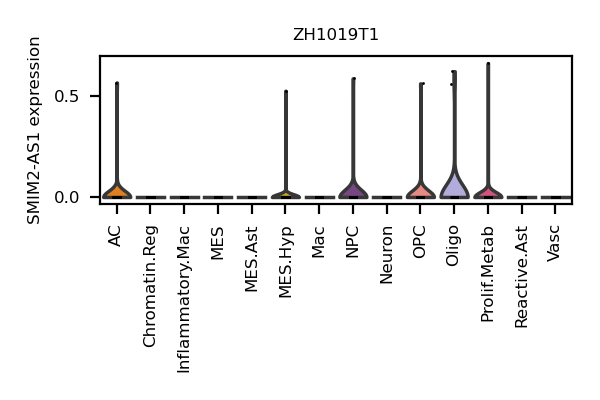 ZH1019T1
SMIM2-AS1 expression
0.5
0.0
AC
Chromatin.Reg
Inflammatory.Mac
MES
MES.Ast
MES.Hyp
Mac
NPC
Neuron
OPC
Oligo
Prolif.Metab
Reactive.Ast
Vasc